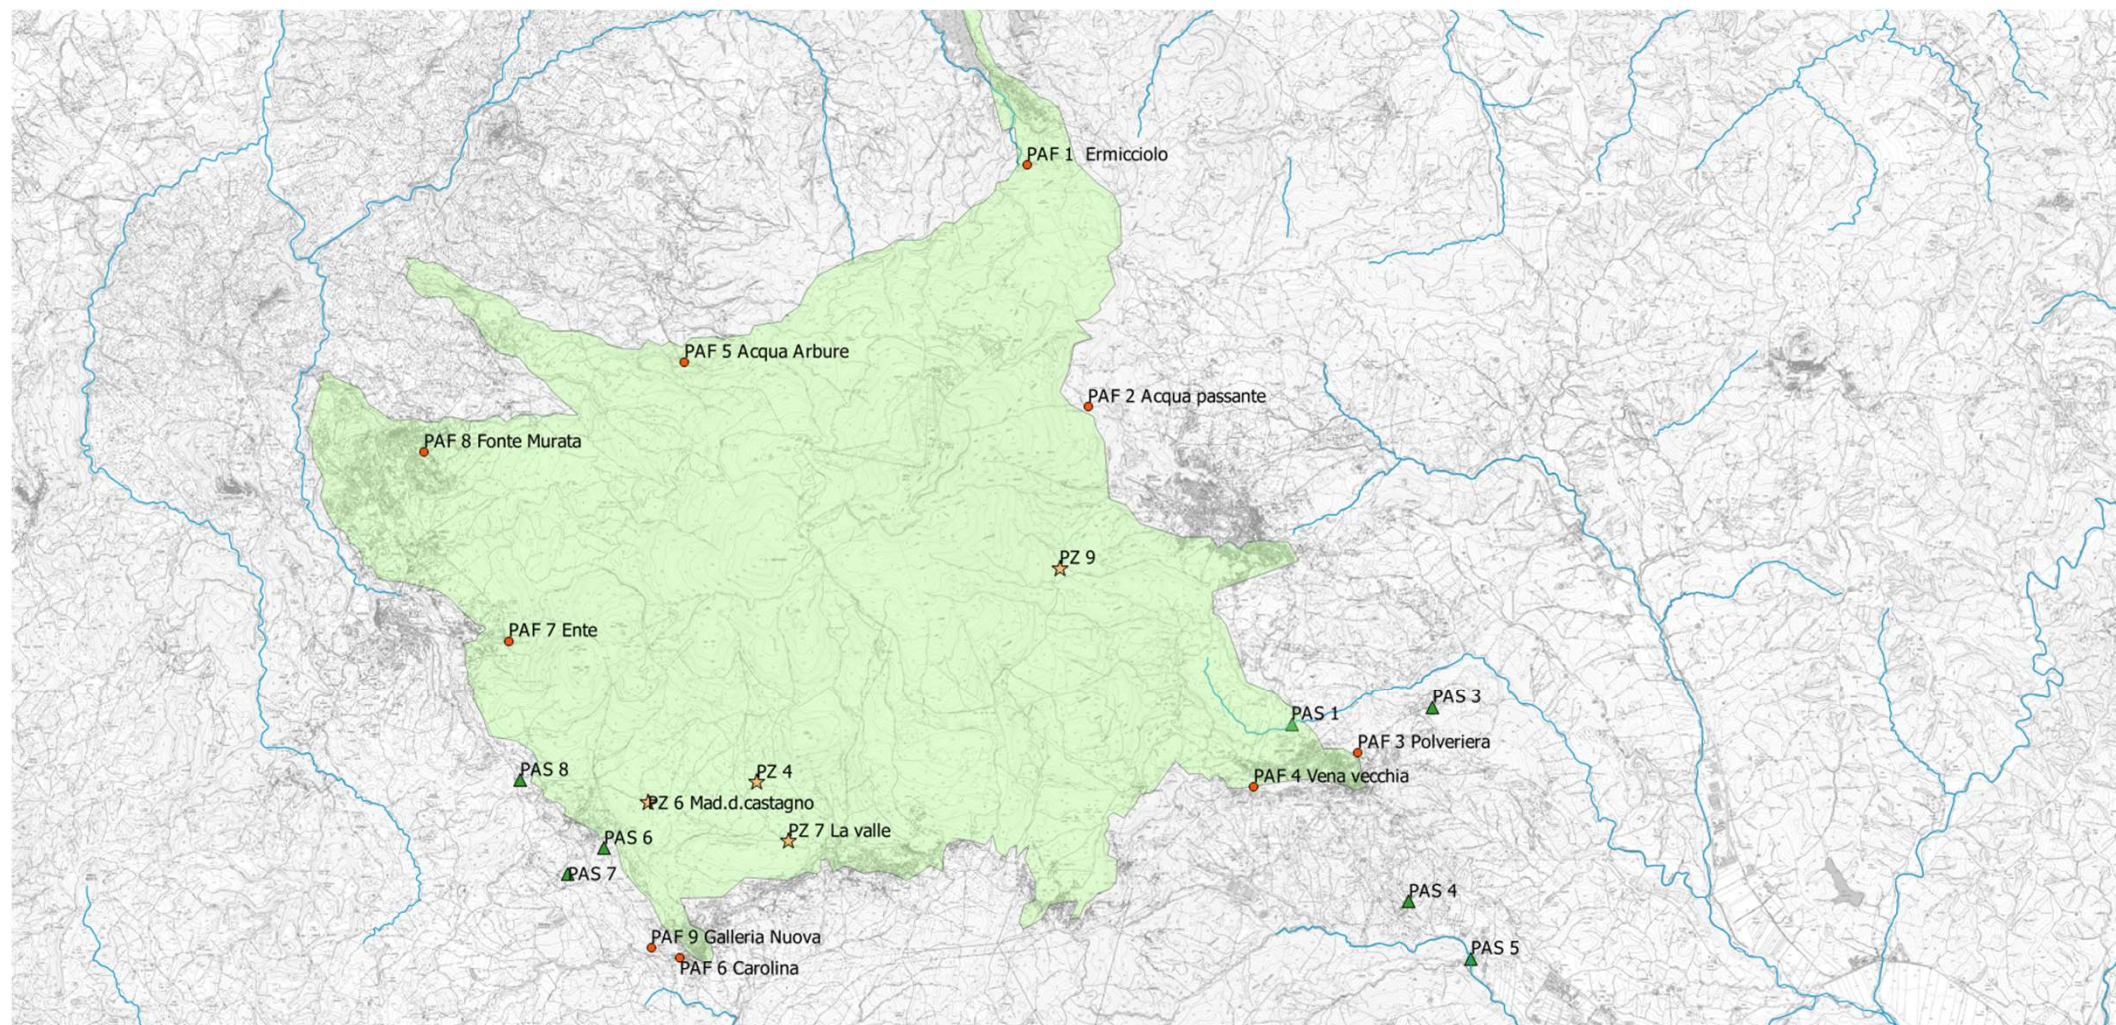 PAF 1 Ermicciolo
PAF 5 Acqua Arbure
PAF 2 Acqua passante
PAF 8 Fonte Murata
PZ 9
PAF 7 Ente
PAS 3
PAS 1
PAF 3 Polveriera
PAS 8
PZ 4
PAF 4 Vena vecchia
PZ 6 Mad.d.castagno
PZ 7 La valle
PAS 6
PAS 7
PAS 4
PAF 9 Galleria Nuova
PAS 5
PAF 6 Carolina